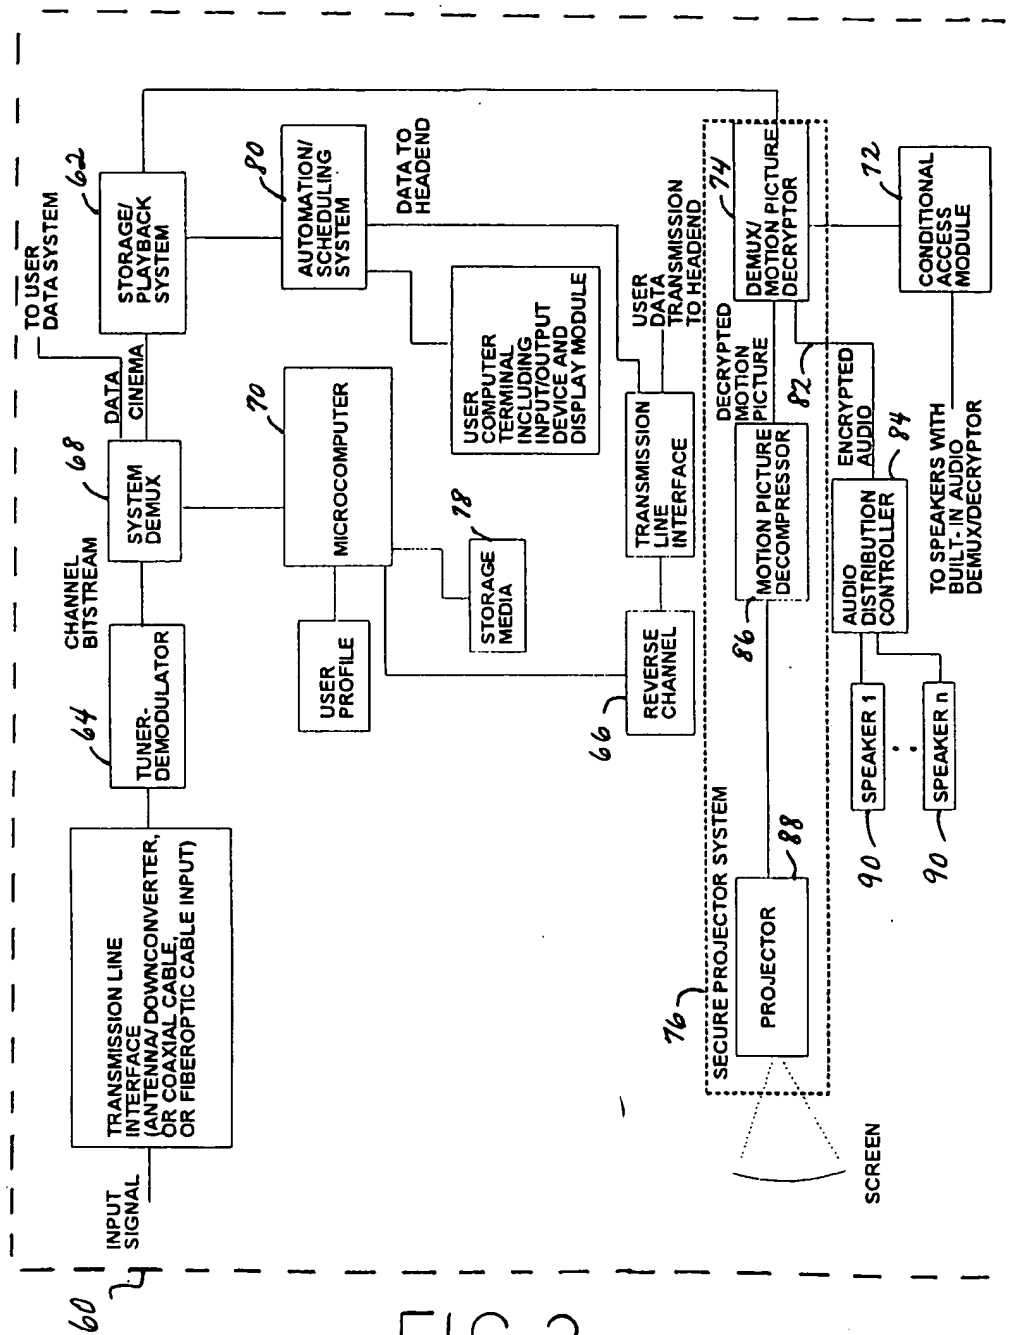 60
INPUT
SIGNAL
TRANSMISSION LINE
INTERFACE
(ANTENNA/DOWNCONVERTER,
OR COAXIAL CABLE,
OR FIBEROPTIC CABLE INPUT)
64
TUNER-
DEMODULATOR
CHANNEL
BITSTREAM
68
SYSTEM
DEMUX
DATA
CINEMA
TO USER
DATA SYSTEM
62
STORAGE/
PLAYBACK
SYSTEM
80
AUTOMATION/
SCHEDULING
SYSTEM
DATA TO
HEADEND
70
MICROCOMPUTER
USER
PROFILE
78
STORAGE
MEDIA
USER
COMPUTER
TERMINAL
INCLUDING
INPUT/OUTPUT
DEVICE AND
DISPLAY MODULE
66
REVERSE
CHANNEL
TRANSMISSION
LINE
INTERFACE
USER
DATA
TRANSMISSION
TO HEADEND
76
SECURE PROJECTOR SYSTEM
PROJECTOR
88
86
MOTION PICTURE
DECOMPRESSOR
DECRYPTED
MOTION
PICTURE
74
DEMUX/
MOTION PICTURE
DECRYPTOR
82
ENCRYPTED
AUDIO
72
CONDITIONAL
ACCESS
MODULE
SCREEN
90
SPEAKER 1
90
SPEAKER n
84
AUDIO
DISTRIBUTION
CONTROLLER
TO SPEAKERS WITH
BUILT- IN AUDIO
DEMUX/DECRYPTOR